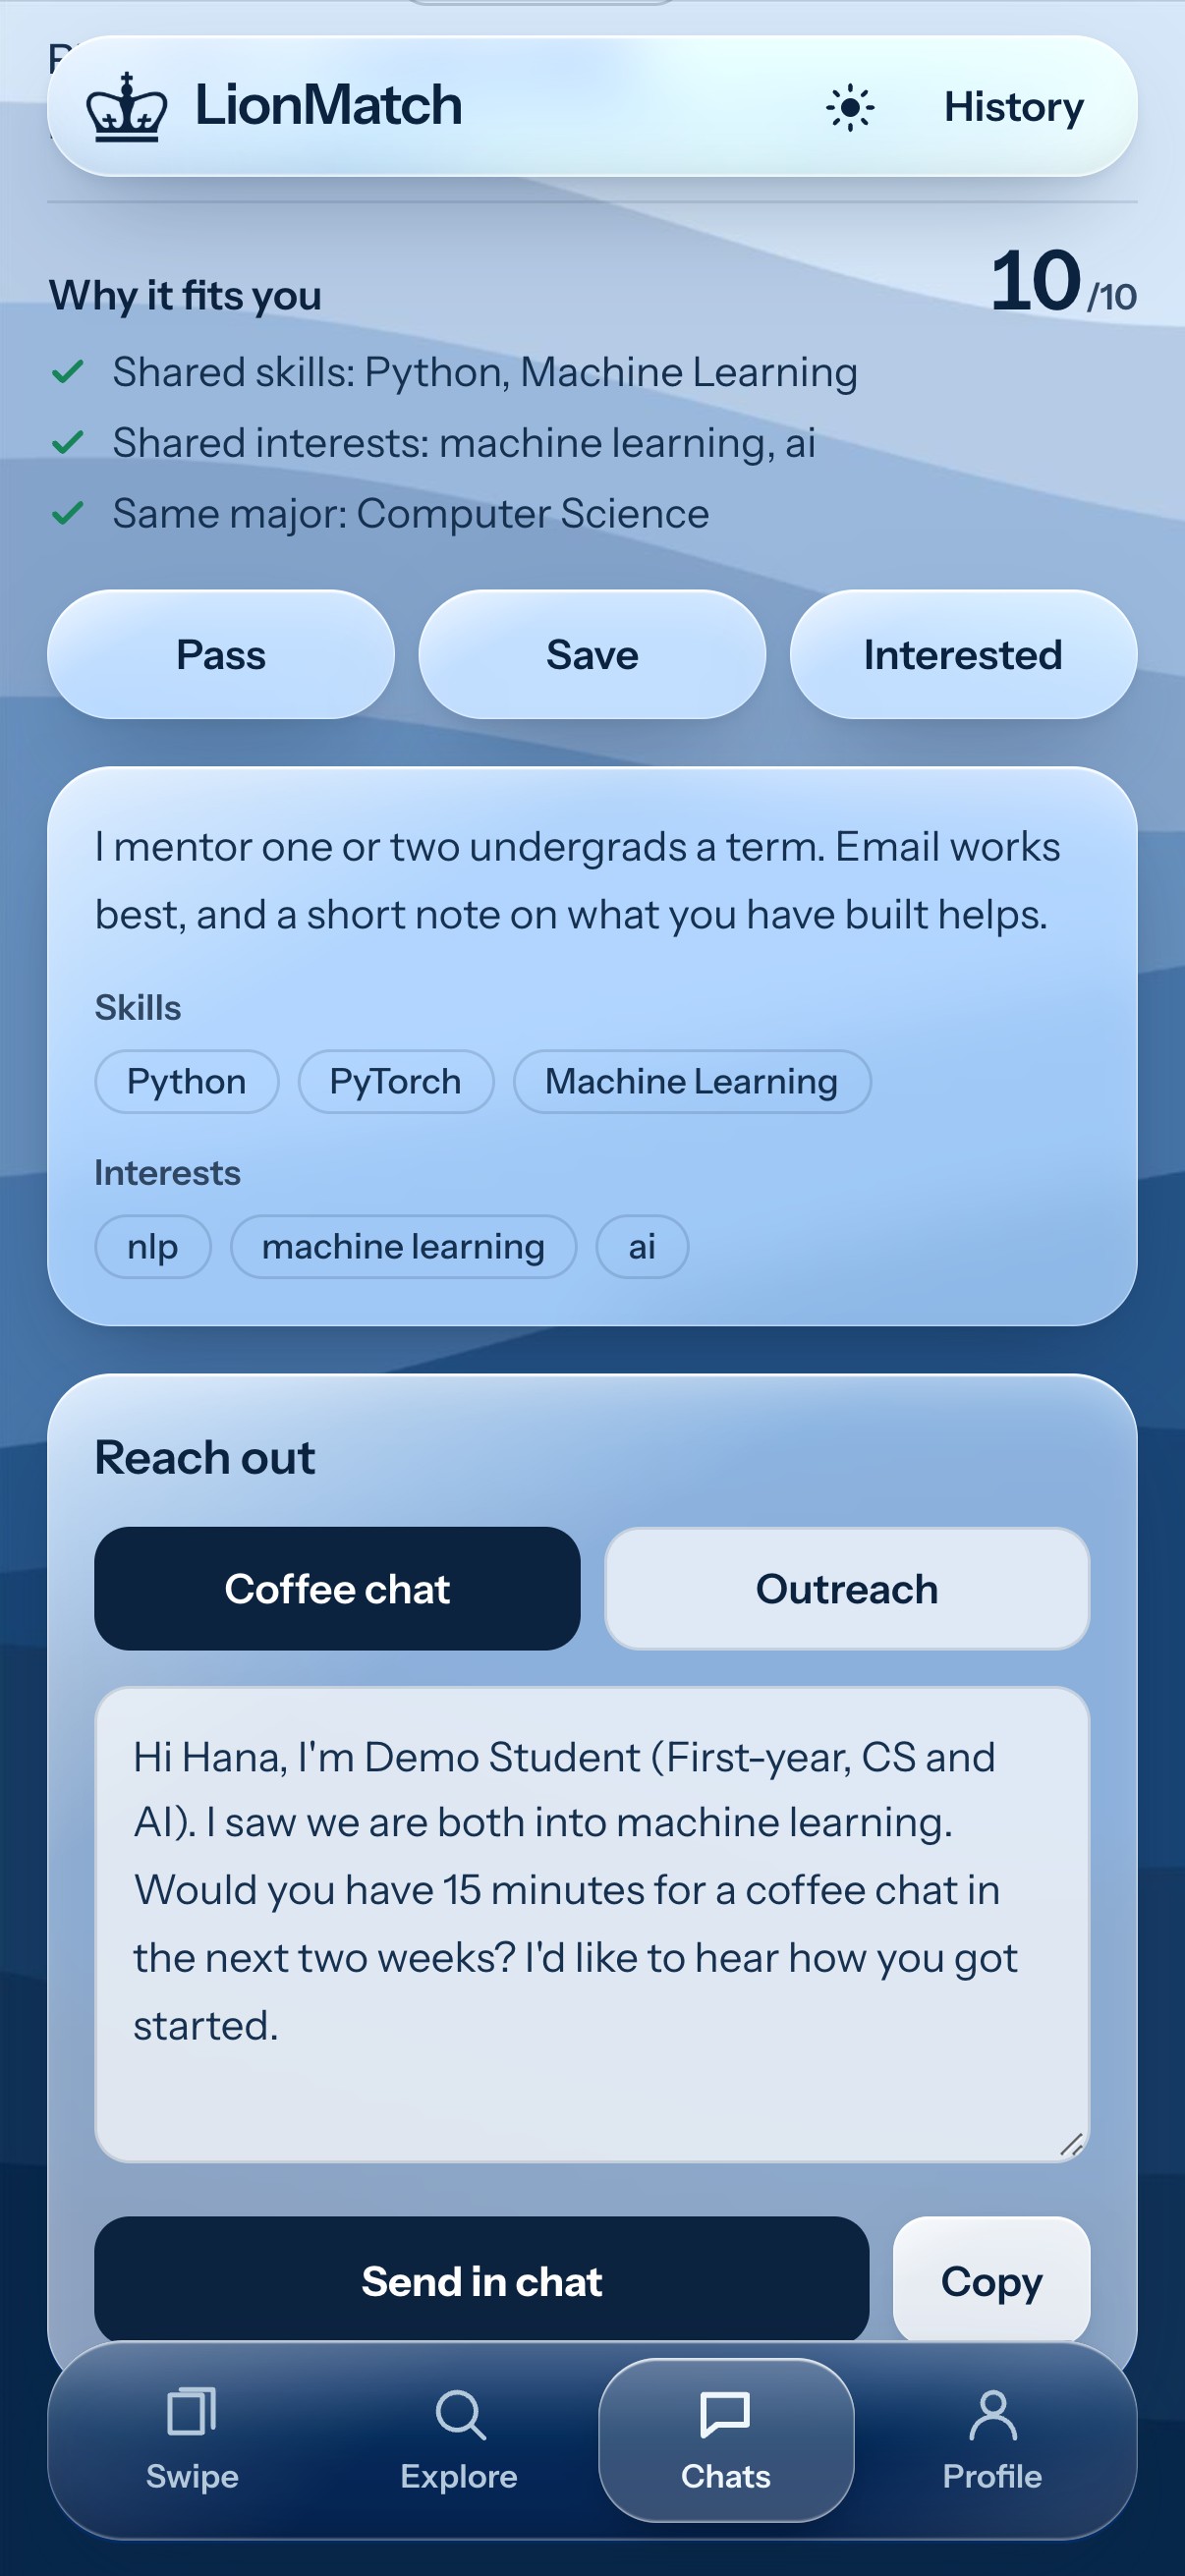 LionMatch
History
Why it fits you
10/10
Shared skills: Python, Machine Learning
Shared interests: machine learning, ai
Same major: Computer Science
Pass
Save
Interested
I mentor one or two undergrads a term. Email works
best, and a short note on what you have built helps.
Skills
Python
PyTorch
Machine Learning
Interests
nlp
machine learning
ai
Reach out
Coffee chat
Outreach
Hi Hana, I'm Demo Student (First-year, CS and
AI). I saw we are both into machine learning.
Would you have 15 minutes for a coffee chat in
the next two weeks? I'd like to hear how you got
started.
Send in chat
Copy
Swipe
Explore
Chats
Profile